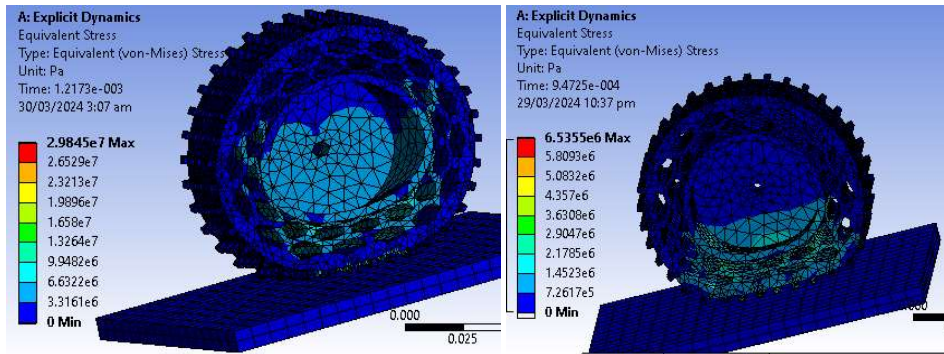 A: Explicit Dynamics
Equivalent Stress
Type: Equivalent (von-Mises) Stress
Unit: Pa
Time: 1.2173e-003
30/03/2024 3:07 am
2.9845e7 Max
2.6529e7
2.3213e7
1.9896e7
1.658e7
1.3264e7
9.9482e6
6.6322e6
3.3161e6
0 Min
0.000
0.025
A: Explicit Dynamics
Equivalent Stress
Type: Equivalent (von-Mises) Stress
Unit: Pa
Time: 9.4725e-004
29/03/2024 10:37 pm
6.5355e6 Max
5.8093e6
5.0832e6
4.357e6
3.6308e6
2.9047e6
2.1785e6
1.4523e6
7.2617e5
0 Min